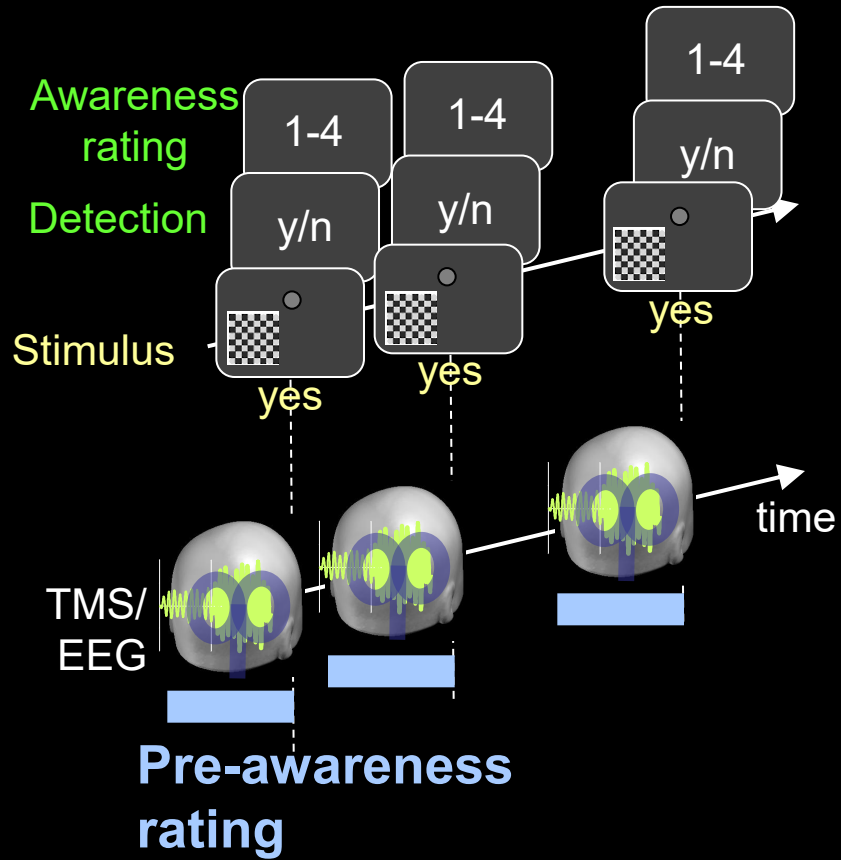 Awareness
rating
1-4
1-4
1-4
Detection
y/n
y/n
y/n
Stimulus
yes
yes
yes
time
TMS/
EEG
Pre-awareness
rating